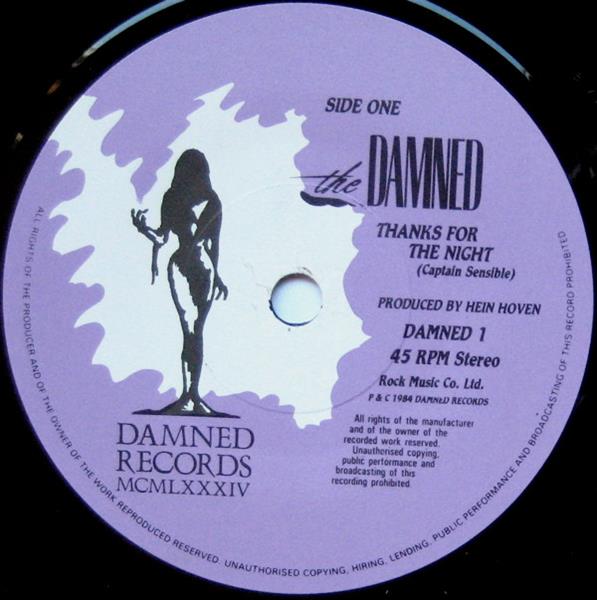 SIDE ONE
the DAMNED
THANKS FOR
THE NIGHT
(Captain Sensible)
PRODUCED BY HEIN HOVEN
DAMNED 1
45 RPM Stereo
Rock Music Co. Ltd.
P & C 1984 DAMNED RECORDS
All rights of the manufacturer
and of the owner of the
recorded work reserved.
Unauthorised copying,
public performance and
broadcasting of this
recording prohibited.
DAMNED
RECORDS
MCMLXXXIV
ALL RIGHTS OF THE PRODUCER AND OF THE OWNER OF THE WORK REPRODUCED RESERVED. UNAUTHORISED COPYING, HIRING, LENDING, PUBLIC PERFORMANCE AND BROADCASTING OF THIS RECORD PROHIBITED